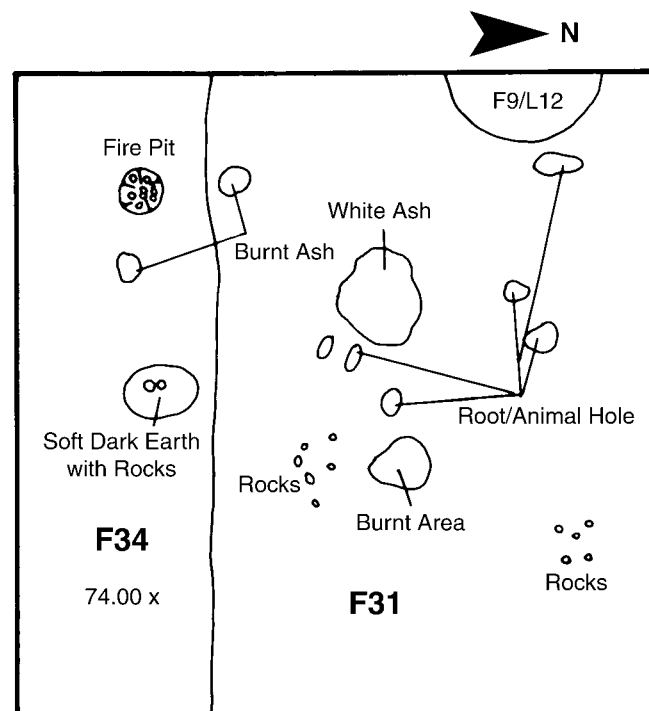 N
F9/L12
Fire Pit
White Ash
Burnt Ash
Root/Animal Hole
Soft Dark Earth
with Rocks
Rocks
Burnt Area
F34
Rocks
74.00 x
F31